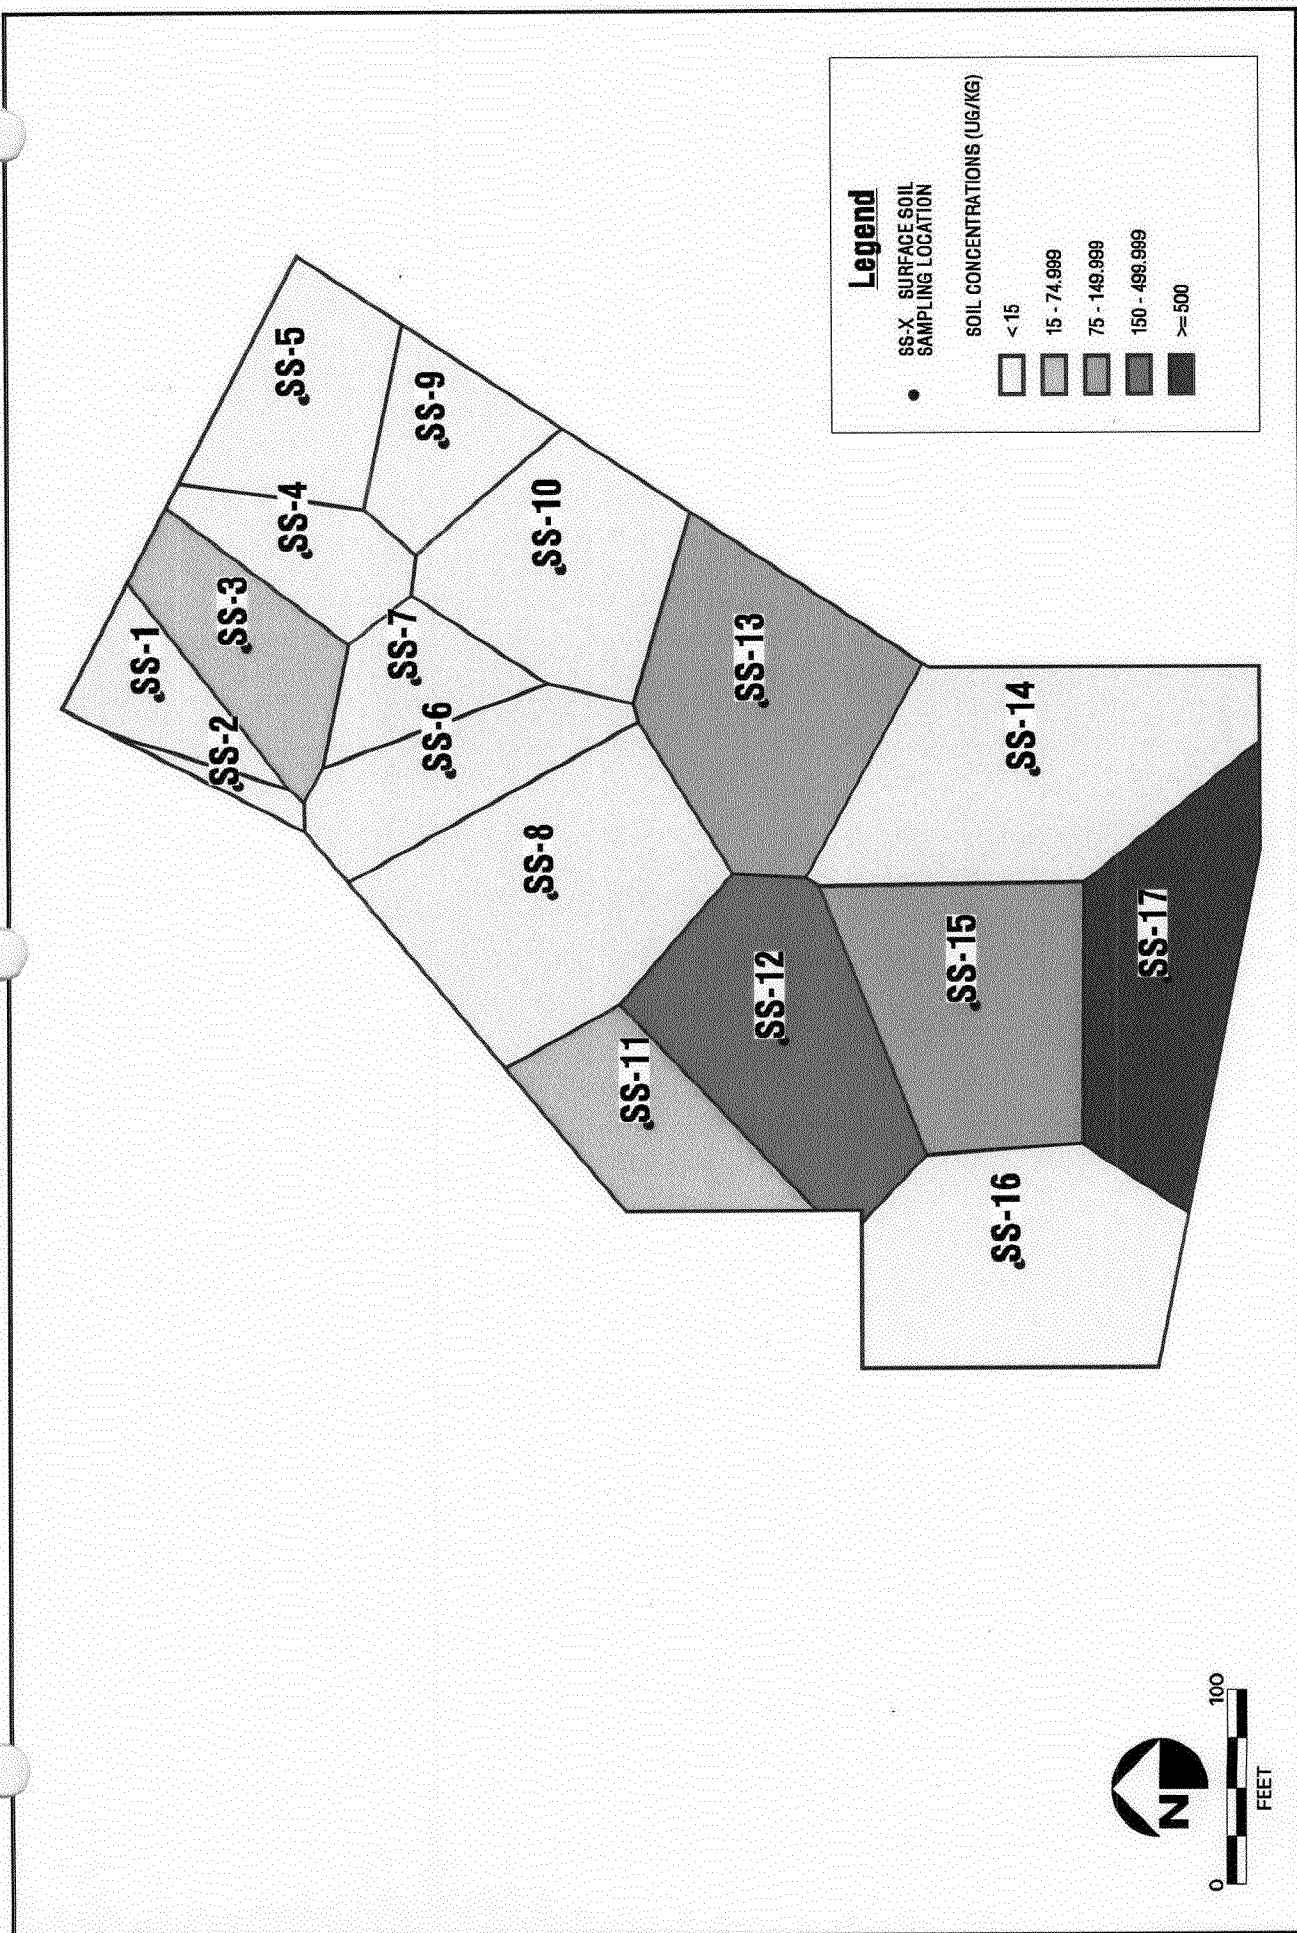 SS-1
SS-2
SS-3
SS-4
SS-5
SS-6
SS-7
SS-8
SS-9
SS-10
SS-11
SS-12
SS-13
SS-14
SS-15
SS-16
SS-17
Legend
SS-X SURFACE SOIL
SAMPLING LOCATION
SOIL CONCENTRATIONS (UG/KG)
< 15
15 - 74.999
75 - 149.999
150 - 499.999
>= 500
N
0 100
FEET